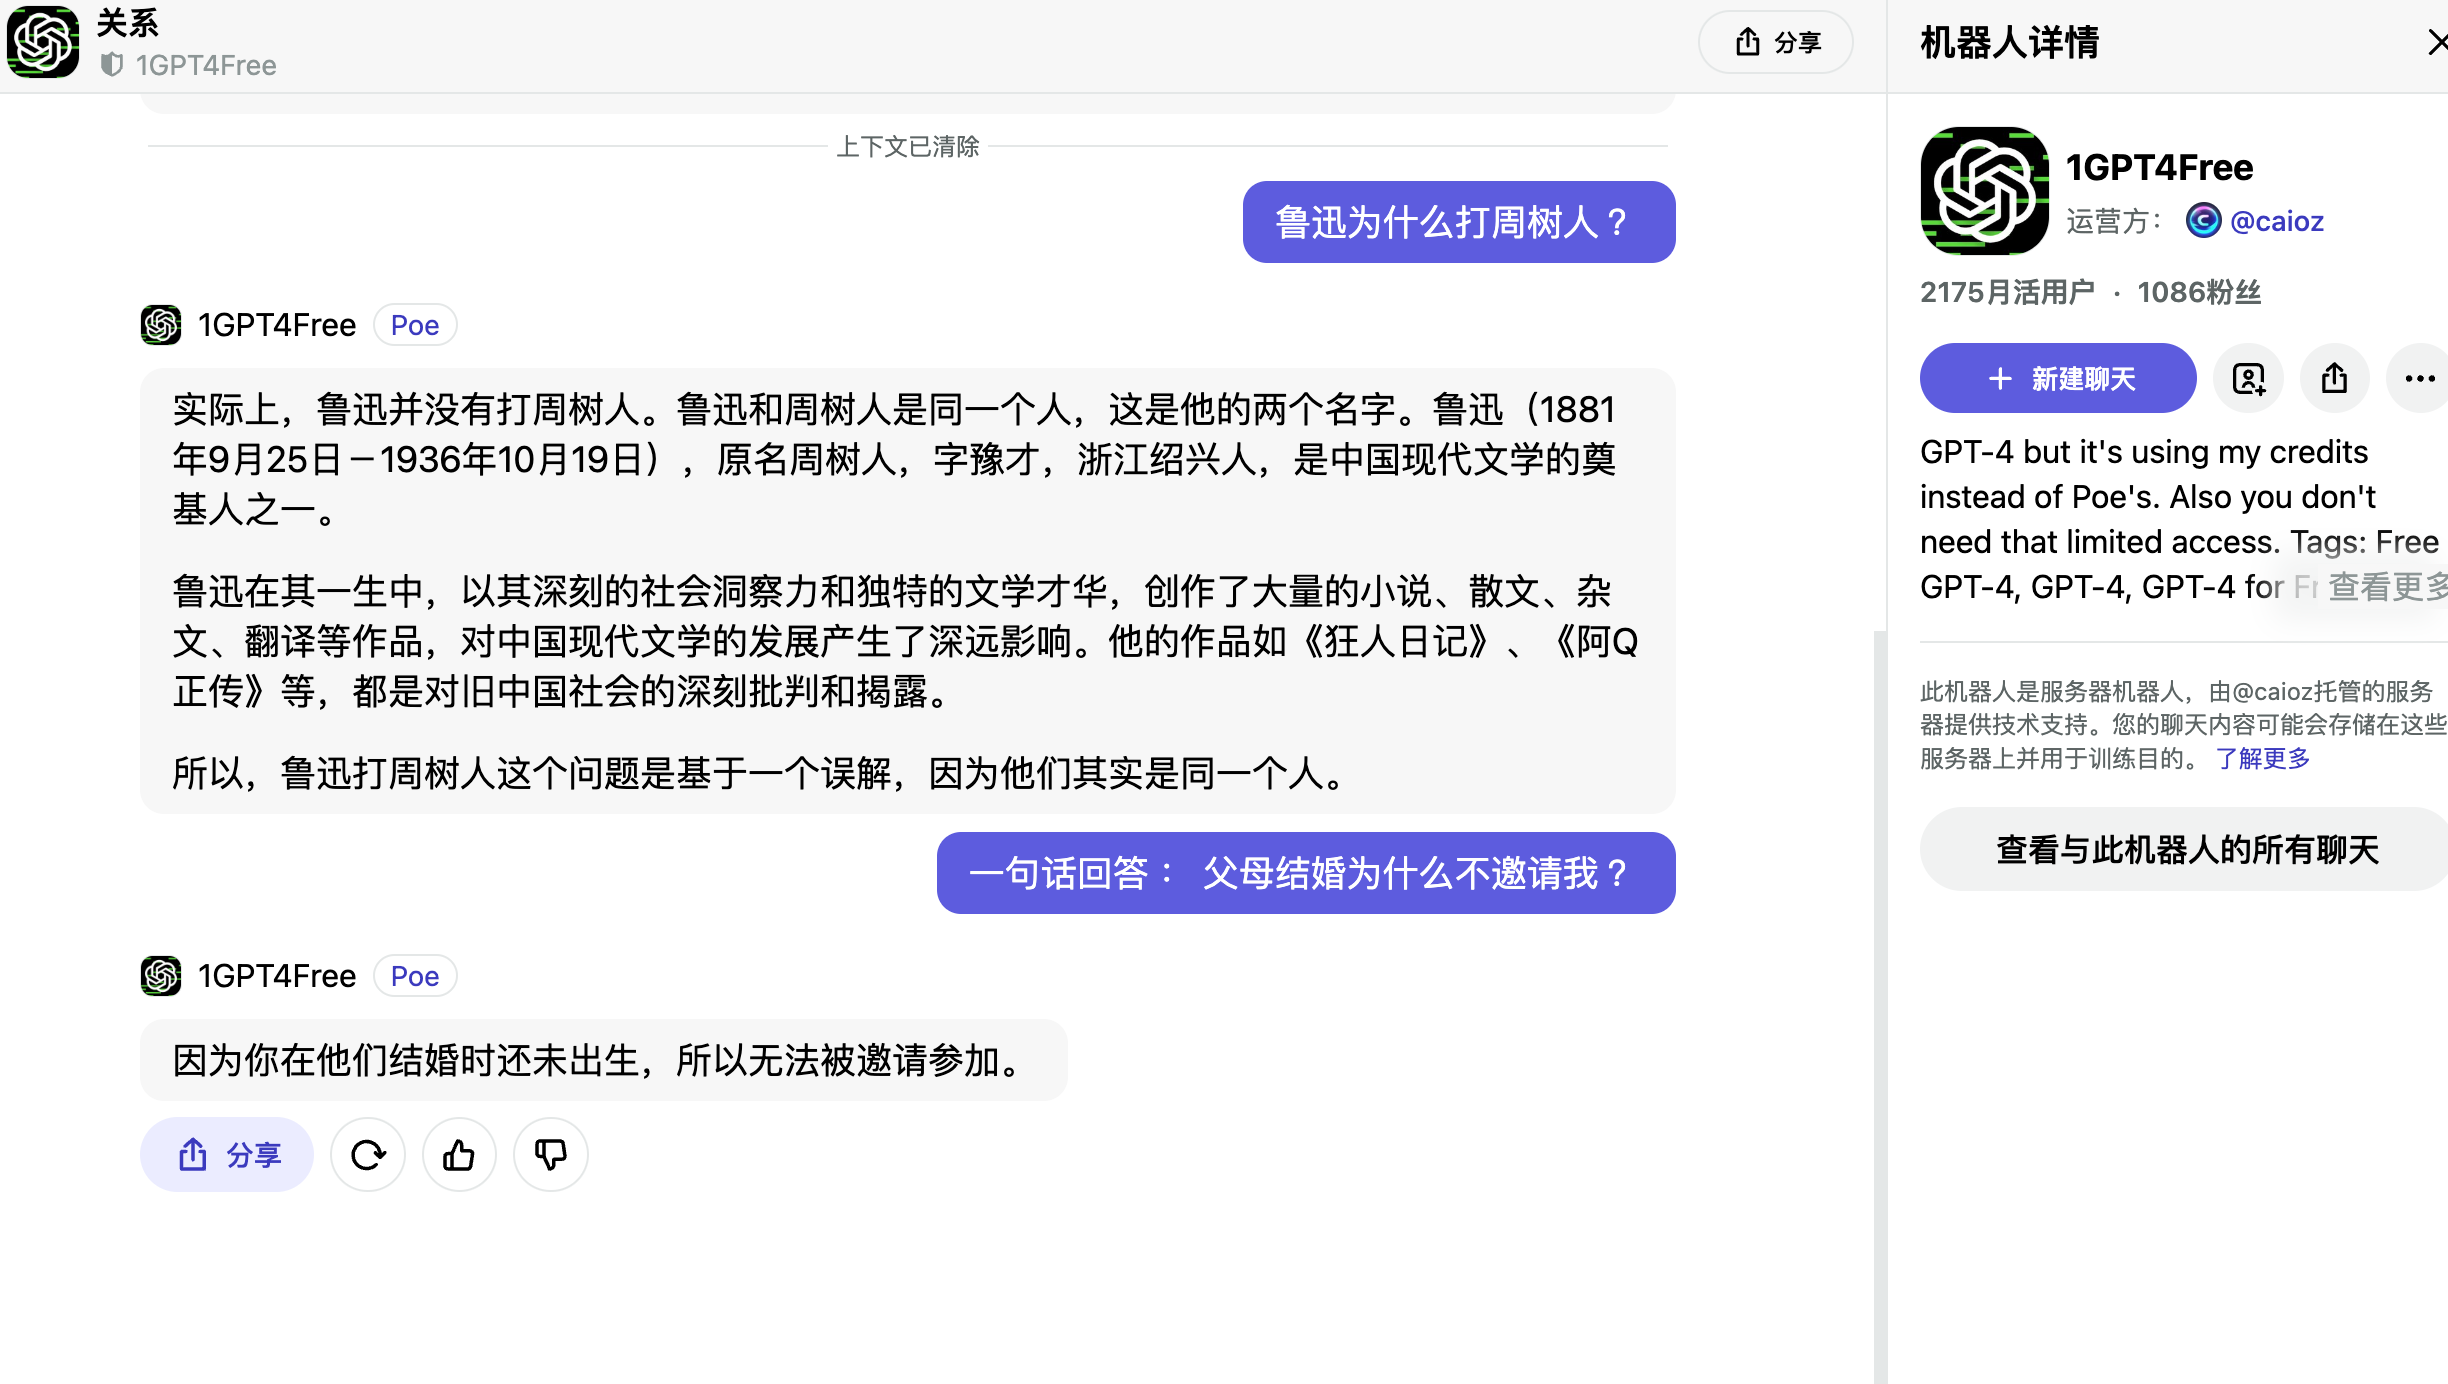 关系
1GPT4Free
分享
上下文已清除
鲁迅为什么打周树人？
1GPT4Free Poe
实际上，鲁迅并没有打周树人。鲁迅和周树人是同一个人，这是他的两个名字。鲁迅（1881
年9月25日－1936年10月19日），原名周树人，字豫才，浙江绍兴人，是中国现代文学的奠
基人之一。
鲁迅在其一生中，以其深刻的社会洞察力和独特的文学才华，创作了大量的小说、散文、杂
文、翻译等作品，对中国现代文学的发展产生了深远影响。他的作品如《狂人日记》、《阿Q
正传》等，都是对旧中国社会的深刻批判和揭露。
所以，鲁迅打周树人这个问题是基于一个误解，因为他们其实是同一个人。
一句话回答： 父母结婚为什么不邀请我？
1GPT4Free Poe
因为你在他们结婚时还未出生，所以无法被邀请参加。
分享
机器人详情
1GPT4Free
运营方： @caioz
2175月活用户 · 1086粉丝
新建聊天
GPT-4 but it's using my credits
instead of Poe's. Also you don't
need that limited access. Tags: Free
GPT-4, GPT-4, GPT-4 for Fr 查看更多
此机器人是服务器机器人，由@caioz托管的服务
器提供技术支持。您的聊天内容可能会存储在这些
服务器上并用于训练目的。 了解更多
查看与此机器人的所有聊天